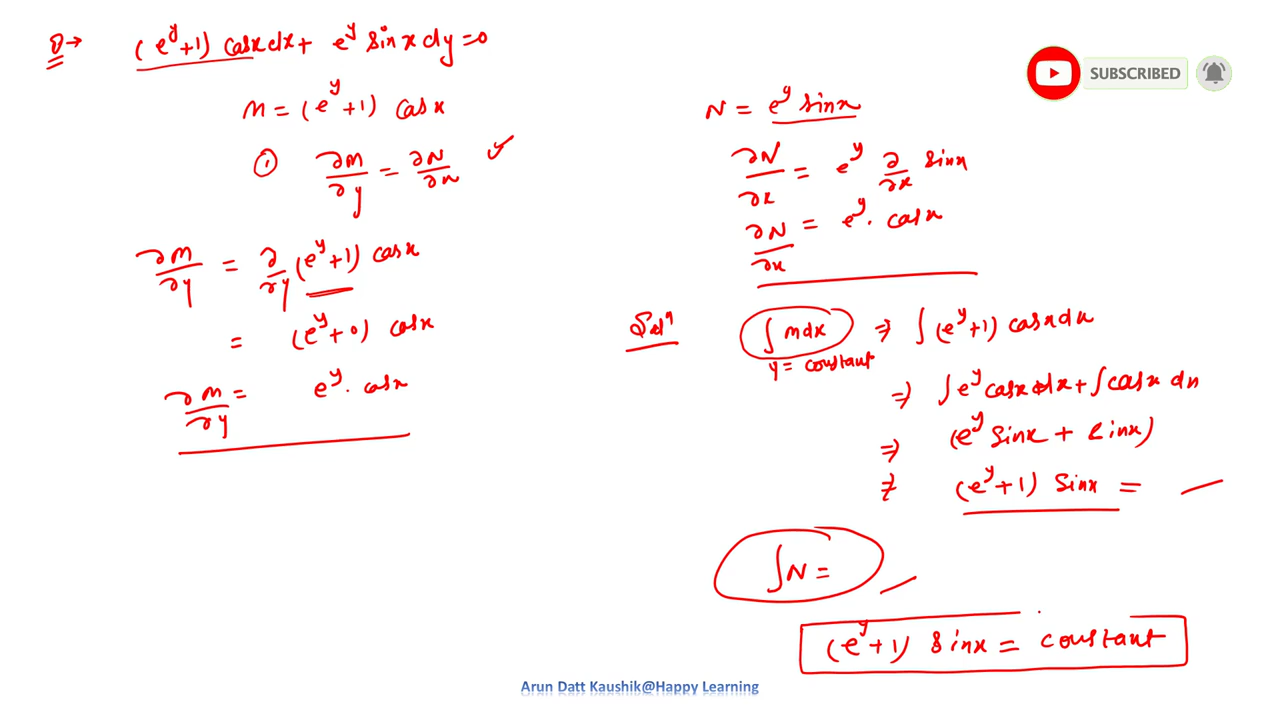 Q→ (e^y+1) cosx dx + e^y sinx dy = 0
M = (e^y+1) cosx
① ∂M/∂y = ∂N/∂x ✓
∂M/∂y = ∂/∂y (e^y+1) cosx
= (e^y+0) cosx
∂M/∂y = e^y. cosx
SUBSCRIBED
N = e^y sinx
∂N/∂x = e^y ∂/∂x sinx
∂N/∂x = e^y. cosx
Solⁿ ∫ mdx ⇒ ∫ (e^y+1) cosx dx
y = constant
⇒ ∫ e^y cosx dx + ∫ cosx dx
⇒ (e^y sinx + sinx)
⇒ (e^y+1) sinx = —
∫ N = —
(e^y+1) sinx = constant
Arun Datt Kaushik@Happy Learning